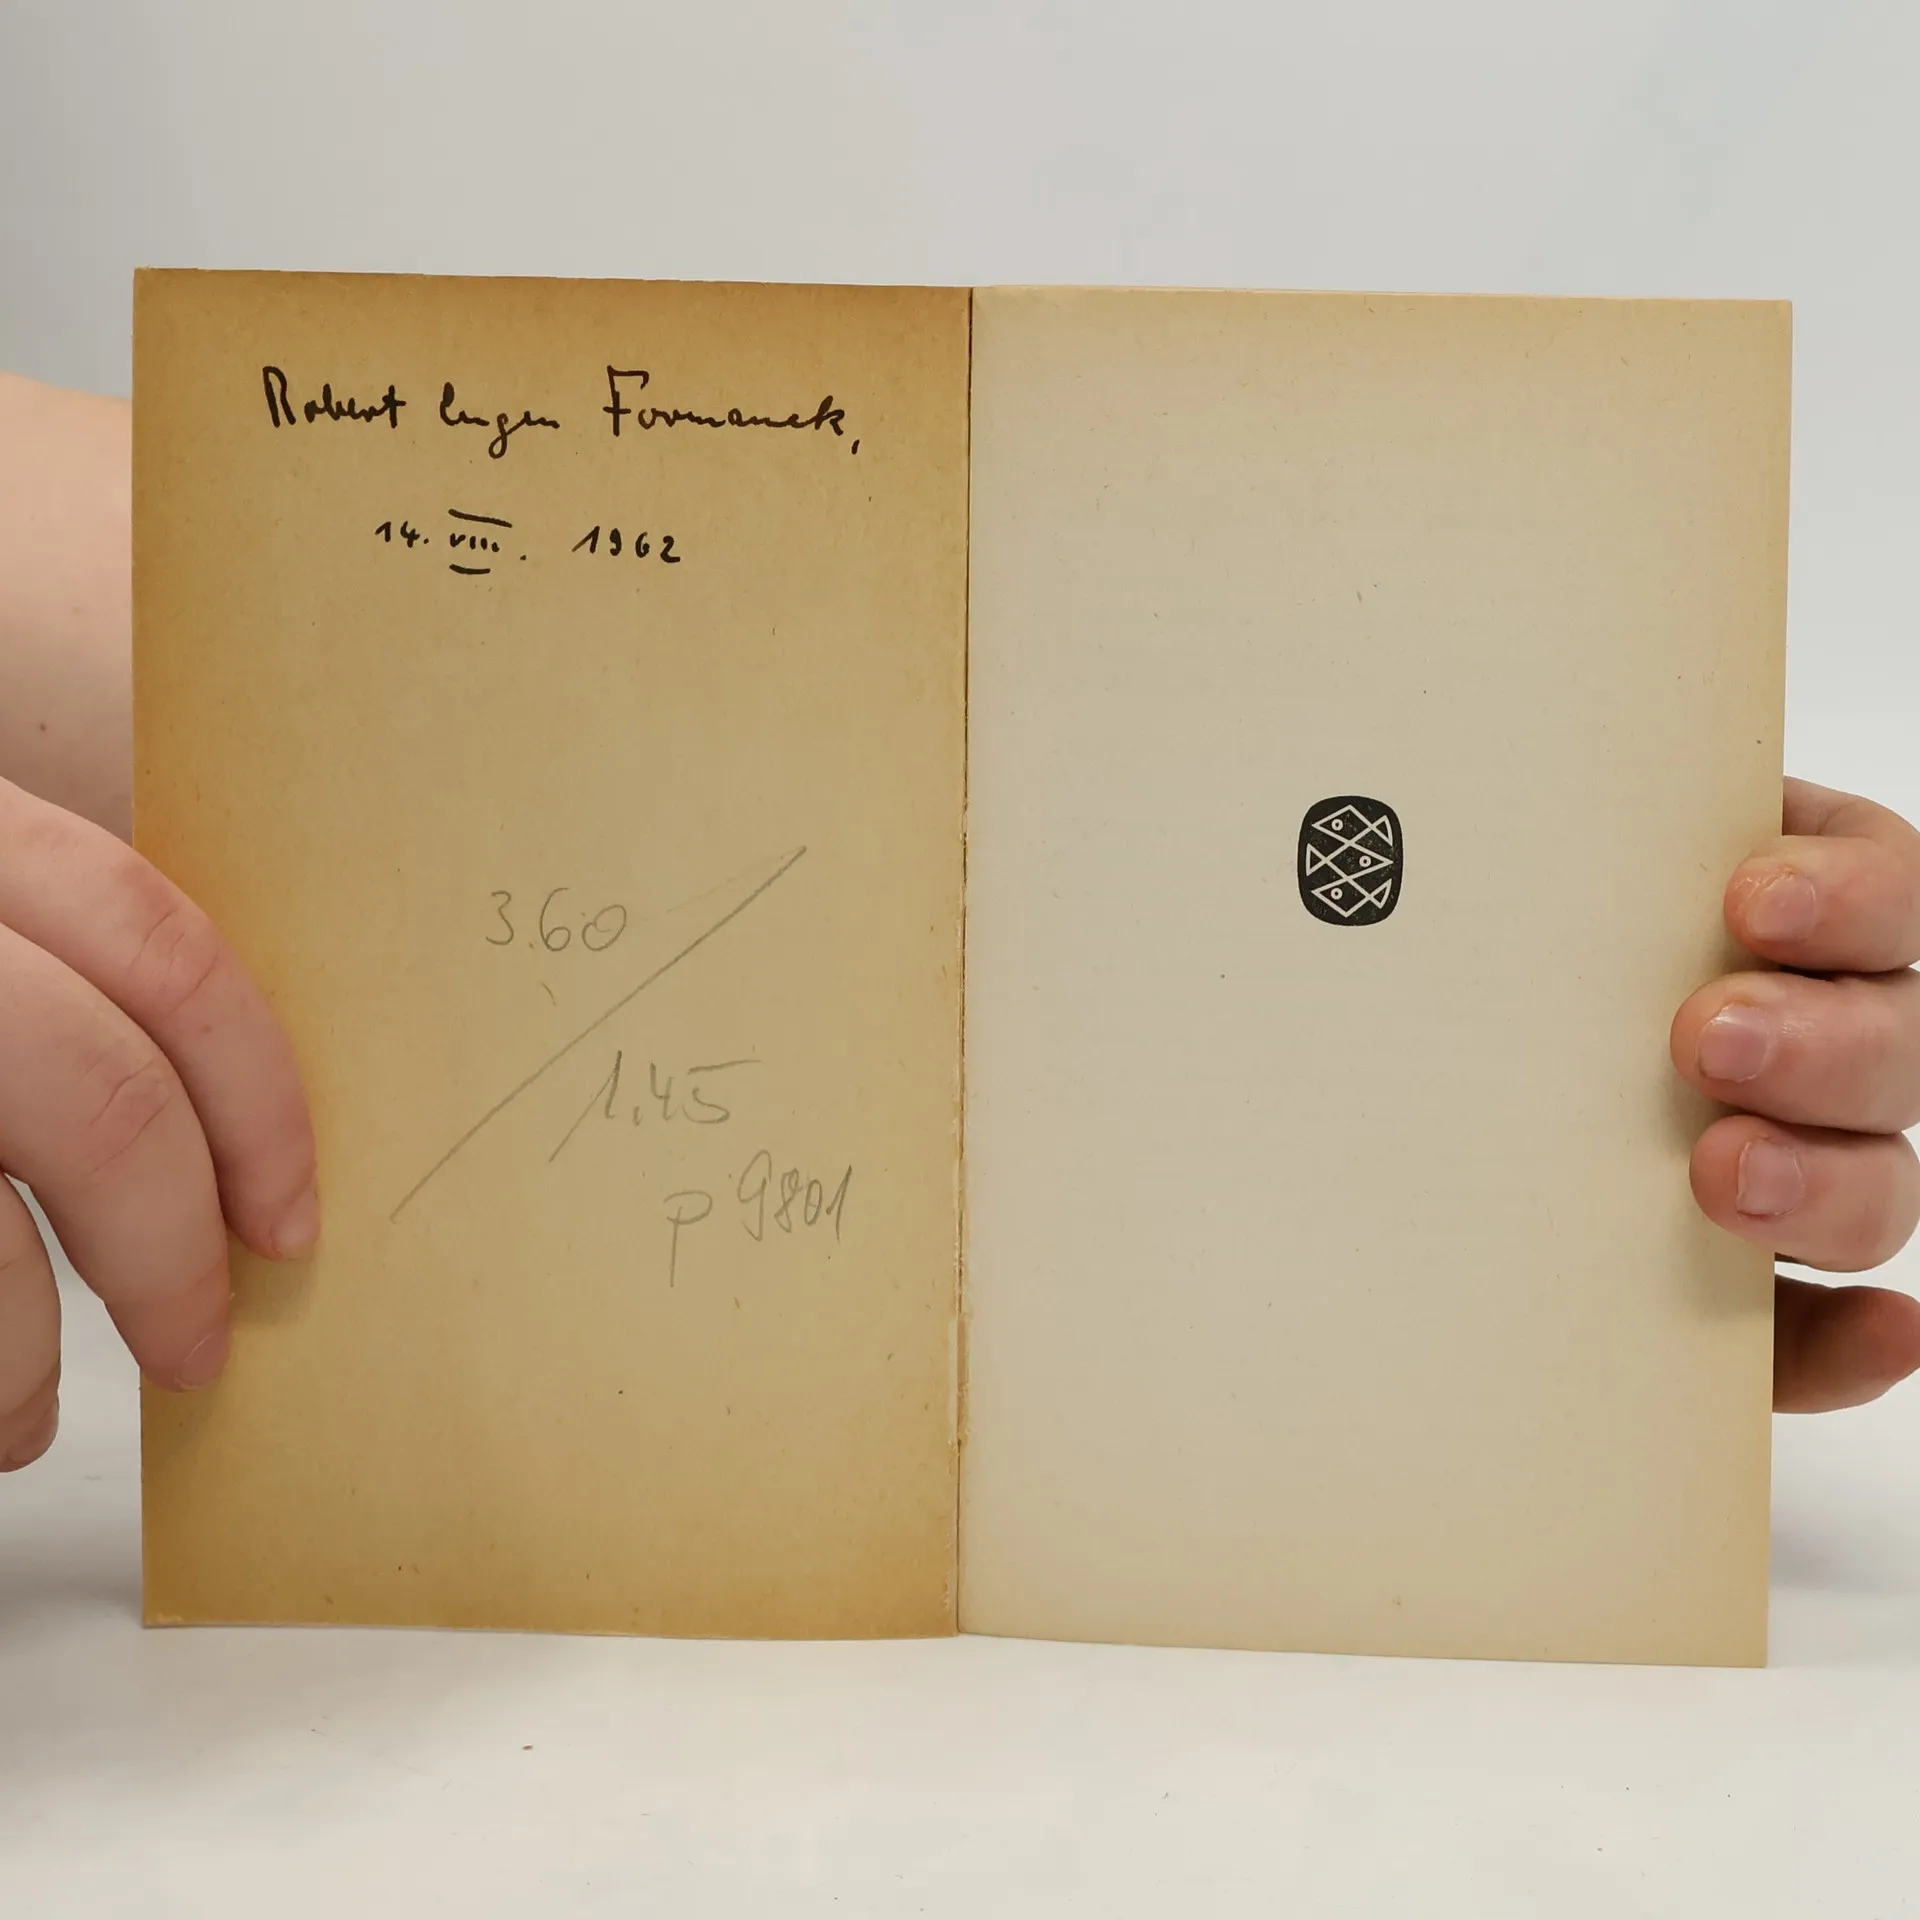 Robert Eugen Formanek,
14. VIII. 1962
3.60
1.45
p 9801